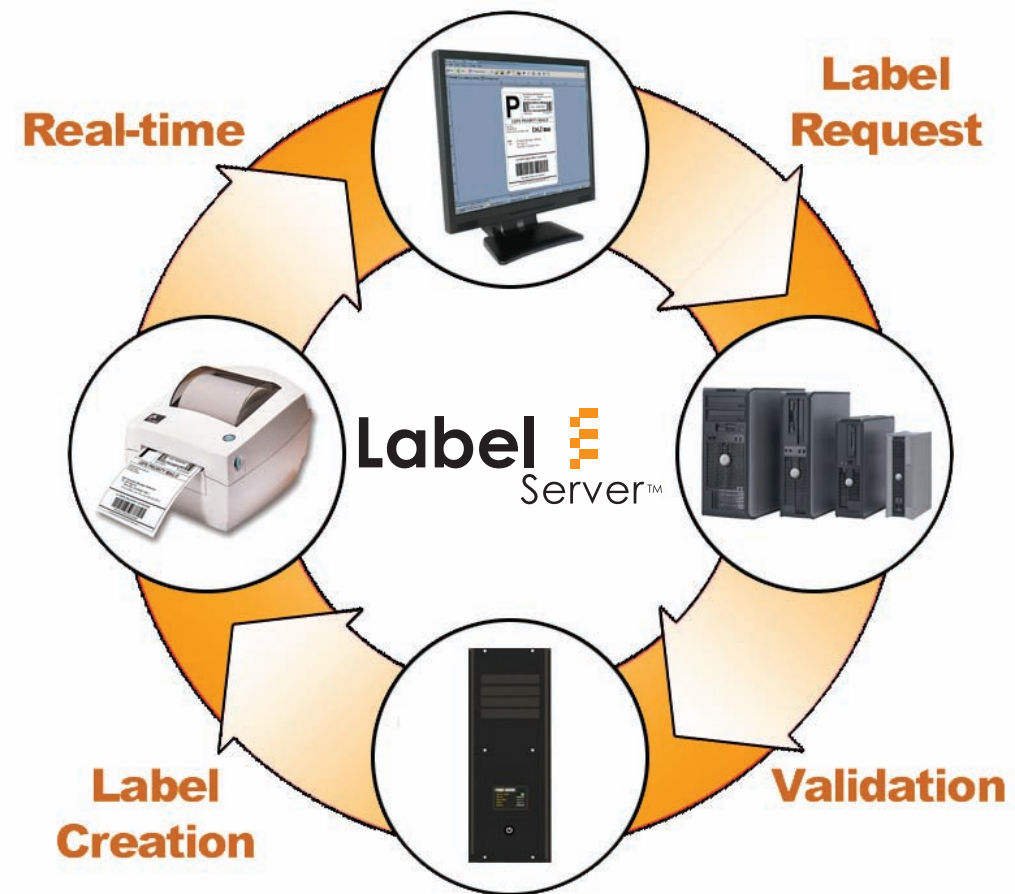 Real-time
Label
Request
P
Label
Server™
Label
Creation
Validation